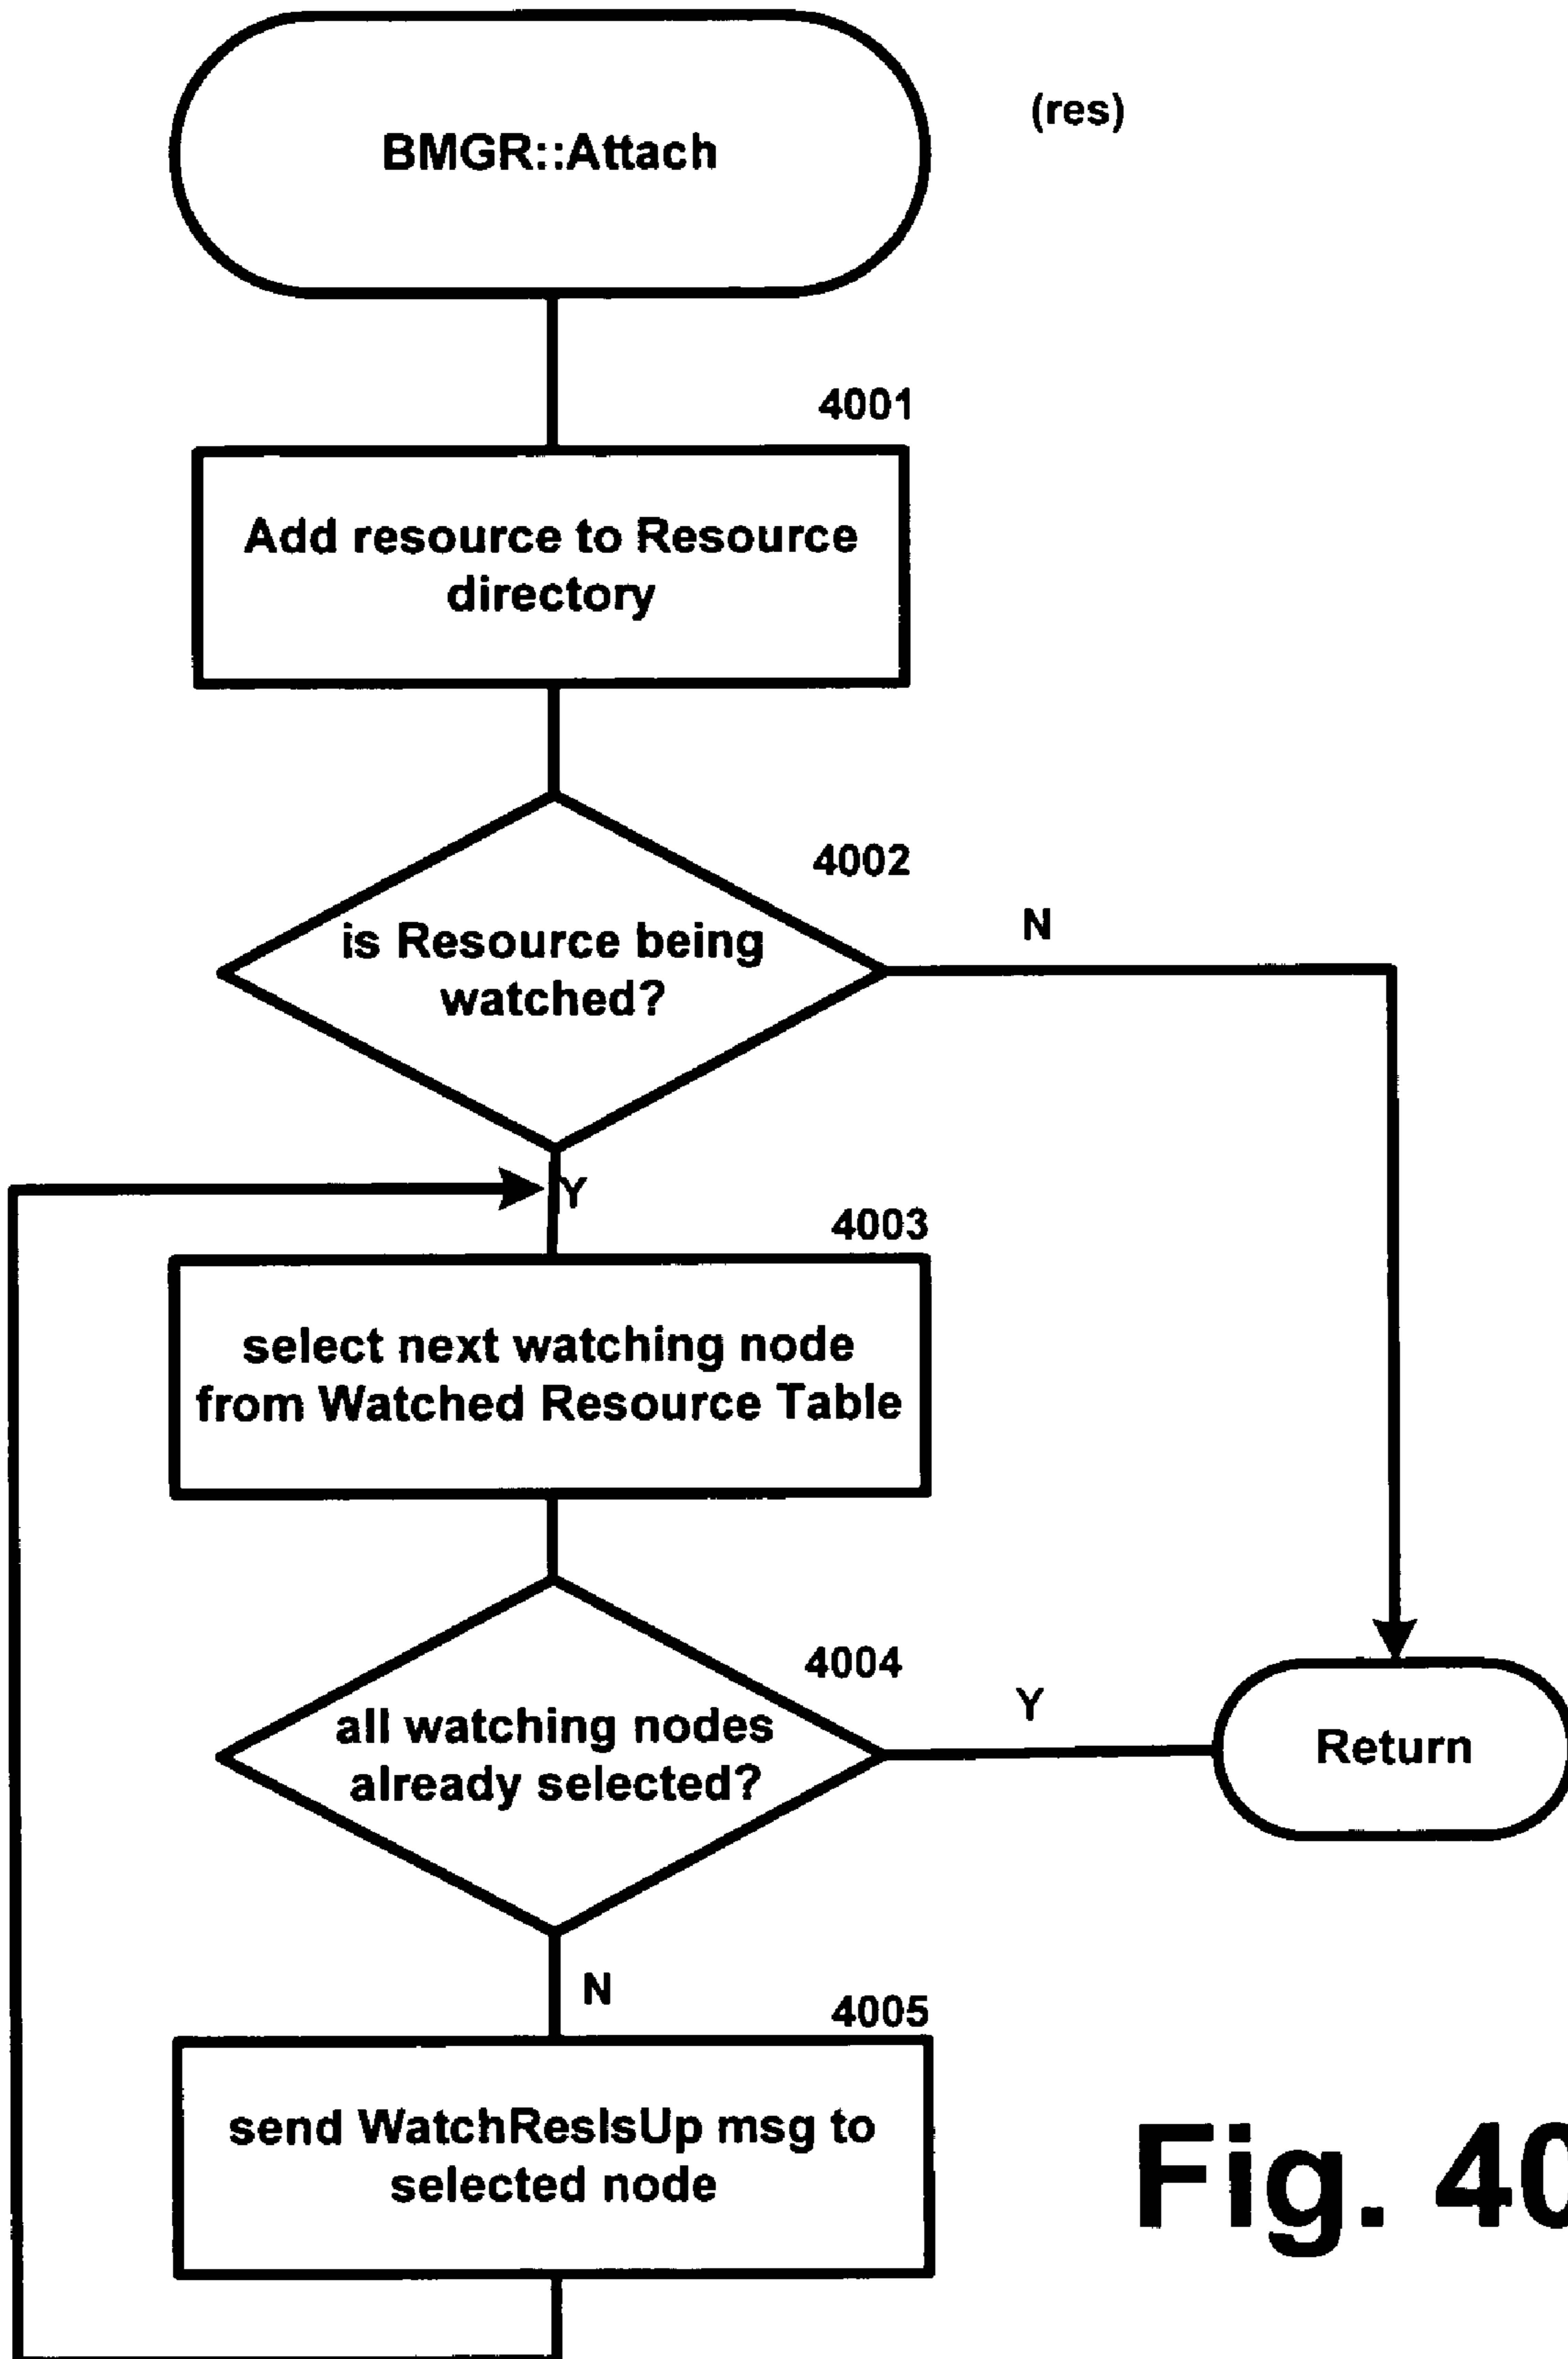 BMGR::Attach
(res)
4001
Add resource to Resource
directory
4002
is Resource being
watched?
N
Y
4003
select next watching node
from Watched Resource Table
4004
all watching nodes
already selected?
Y
Return
N
4005
send WatchResIsUp msg to
selected node
Fig. 40